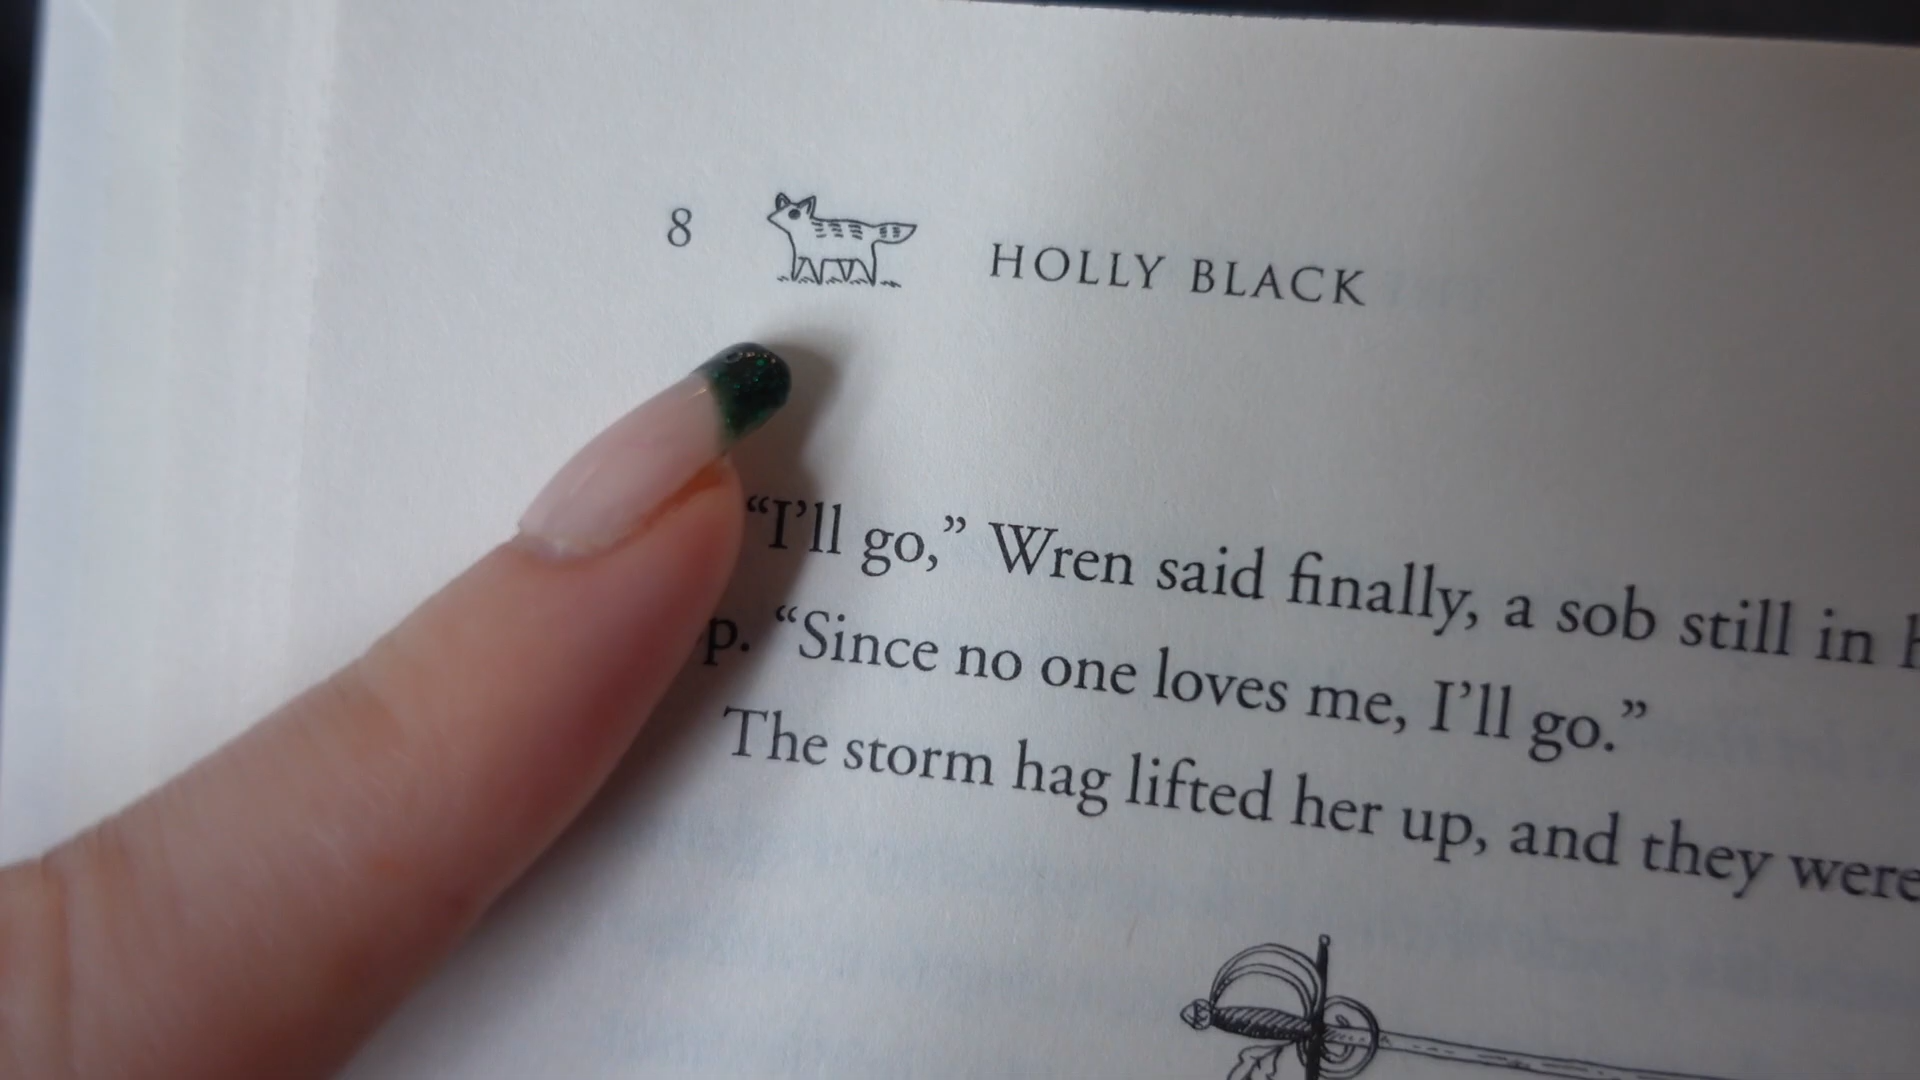 8 HOLLY BLACK
“I’ll go,” Wren said finally, a sob still in
p. “Since no one loves me, I’ll go.”
The storm hag lifted her up, and they were